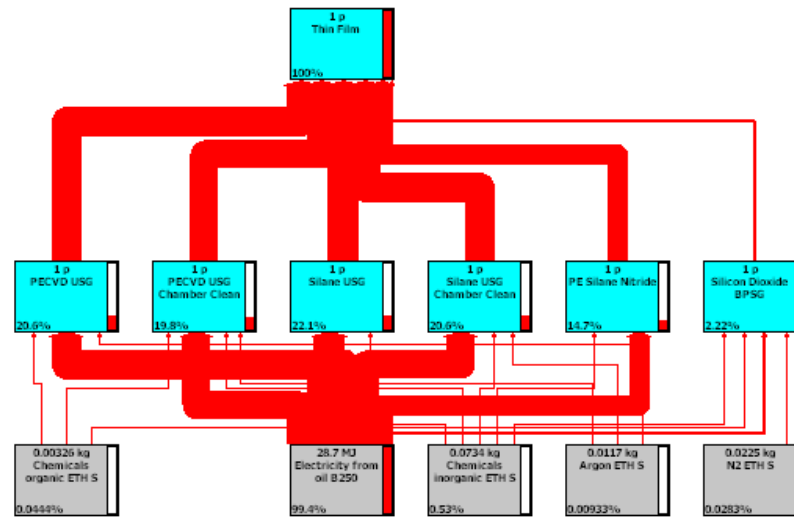 1 p
Thin Film
100%
1 p
PECVD USG
20.6%
1 p
PECVD USG
Chamber Clean
19.8%
1 p
Silane USG
22.1%
1 p
Silane USG
Chamber Clean
20.6%
1 p
PE Silane Nitride
14.7%
1 p
Silicon Dioxide
BPSG
2.22%
0.00326 kg
Chemicals
organic ETH S
0.0444%
28.7 MJ
Electricity from
oil B250
99.4%
0.0734 kg
Chemicals
inorganic ETH S
0.53%
0.0117 kg
Argon ETH S
0.00933%
0.0225 kg
N2 ETH S
0.0283%